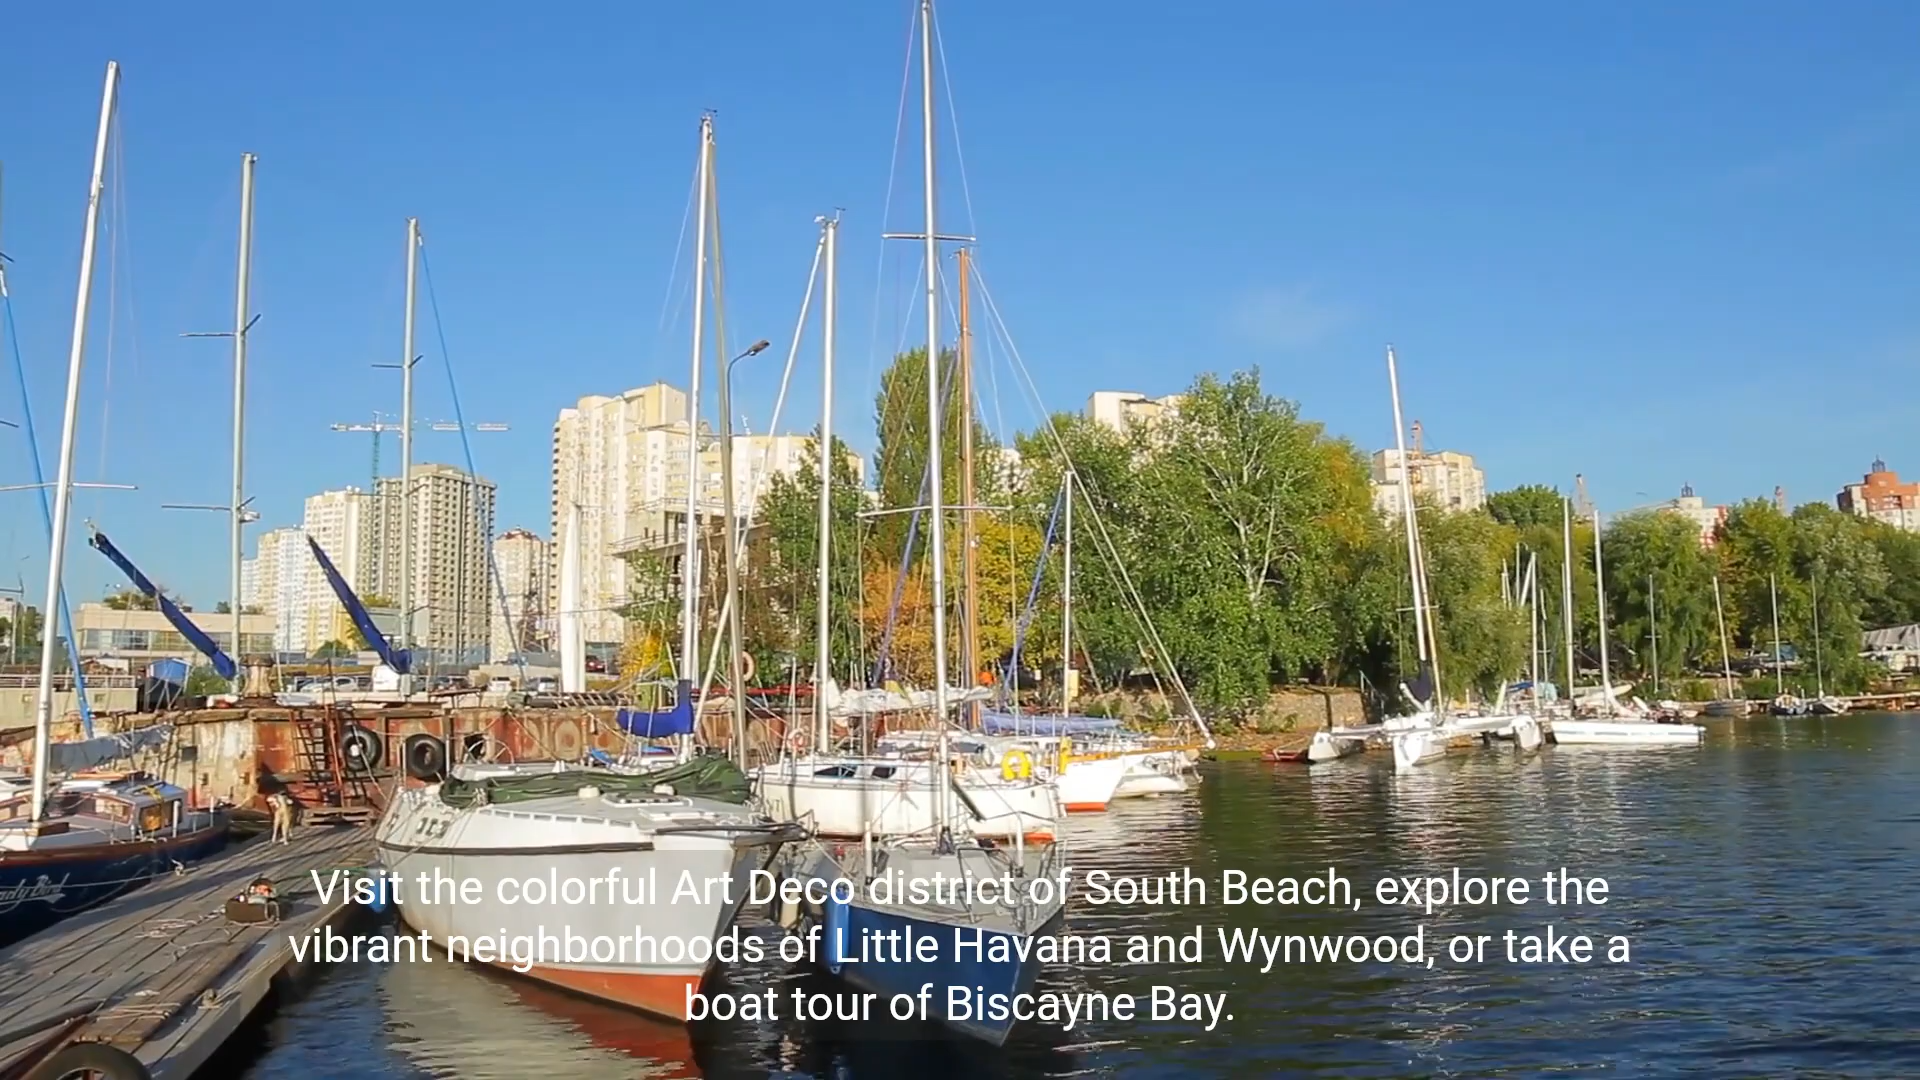 Visit the colorful Art Deco district of South Beach, explore the
vibrant neighborhoods of Little Havana and Wynwood, or take a
boat tour of Biscayne Bay.